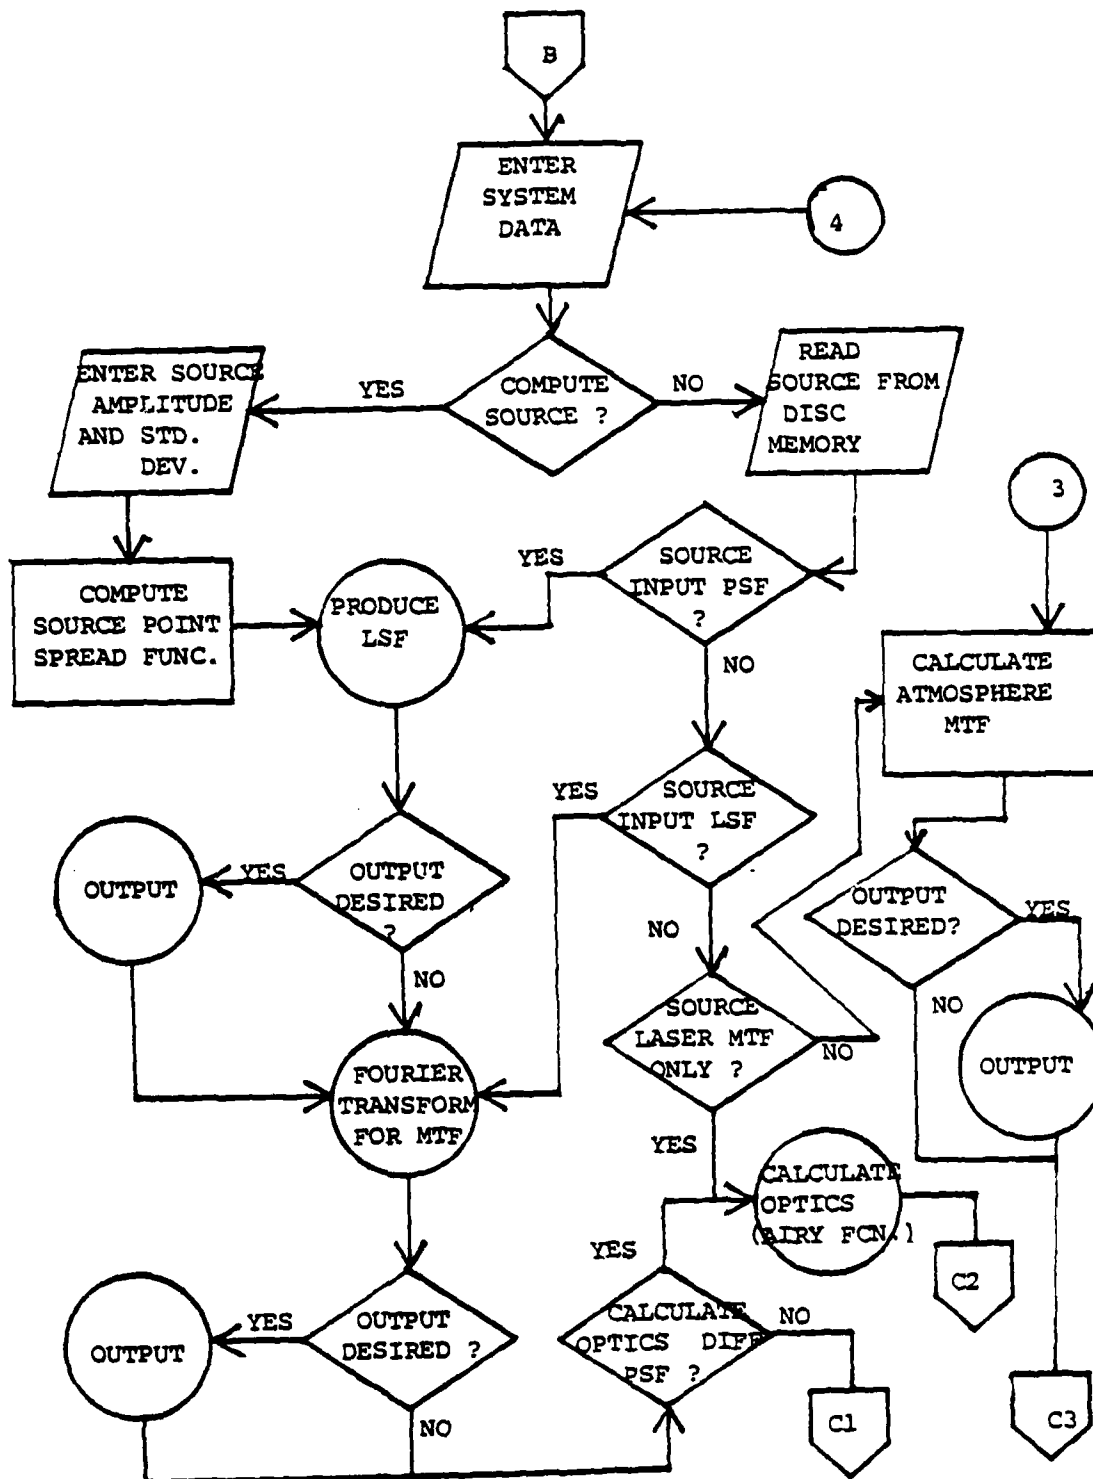 B
ENTER
SYSTEM
DATA
4
ENTER SOURCE
AMPLITUDE
AND STD.
DEV.
YES
COMPUTE
SOURCE ?
NO
READ
SOURCE FROM
DISC
MEMORY
3
COMPUTE
SOURCE POINT
SPREAD FUNC.
PRODUCE
LSF
YES
SOURCE
INPUT PSF
?
NO
CALCULATE
ATMOSPHERE
MTF
YES
SOURCE
INPUT LSF
?
NO
OUTPUT
YES
OUTPUT
DESIRED
?
NO
OUTPUT
DESIRED?
YES
NO
OUTPUT
SOURCE
LASER MTF
ONLY ?
NO
YES
FOURIER
TRANSFORM
FOR MTF
CALCULATE
OPTICS
(AIRY FCN.)
C2
YES
CALCULATE
OPTICS DIFF
PSF ?
NO
OUTPUT
YES
OUTPUT
DESIRED ?
NO
C1
C3